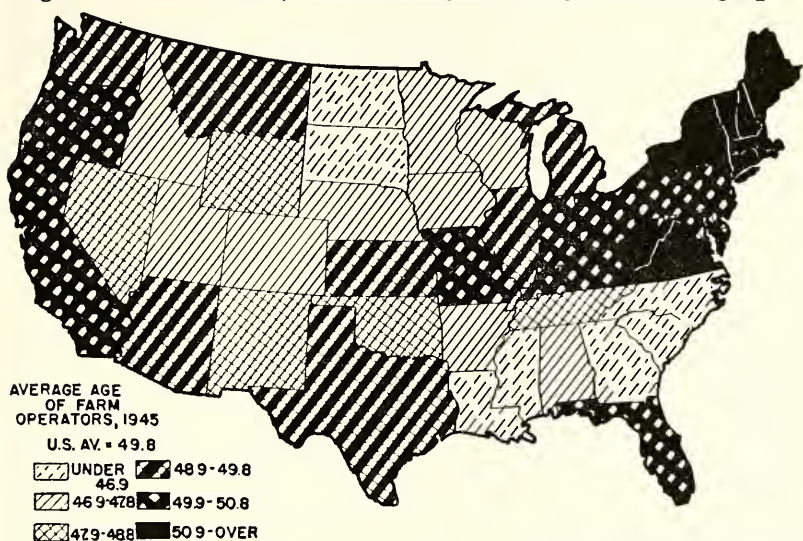 AVERAGE AGE
OF FARM
OPERATORS, 1945
U.S. AV. = 49.8
UNDER 46.9
46.9-47.8
47.9-48.8
48.9-49.8
49.9-50.8
50.9-OVER